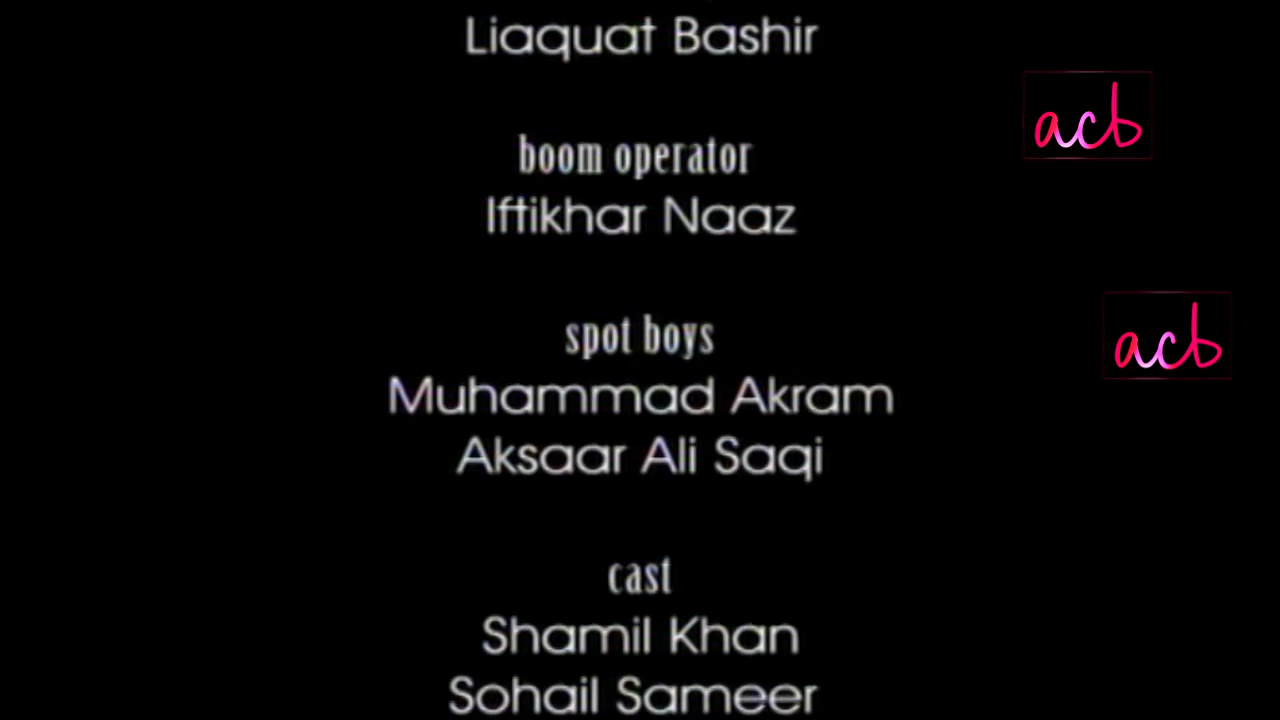 Liaquat Bashir
boom operator
Iftikhar Naaz
spot boys
Muhammad Akram
Aksaar Ali Saqi
cast
Shamil Khan
Sohail Sameer
acb
acb